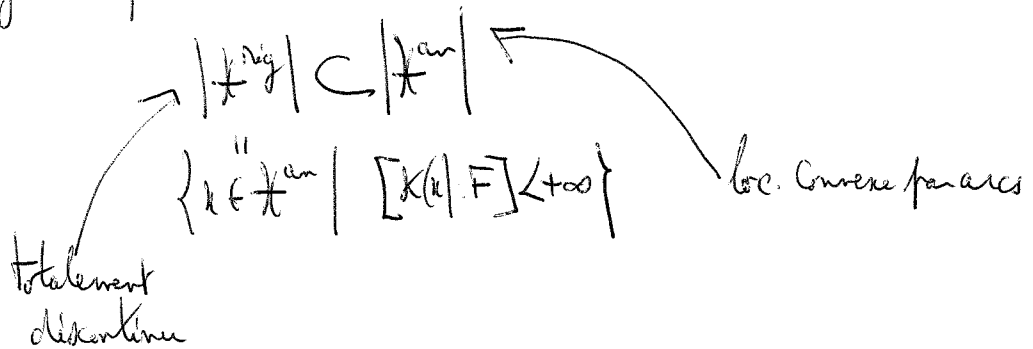 |X^rig| ⊂ |X^an|
"
{x ∈ X^an | [K(x):F] < +∞}
loc. Connexe par arcs
totalement
discontinu